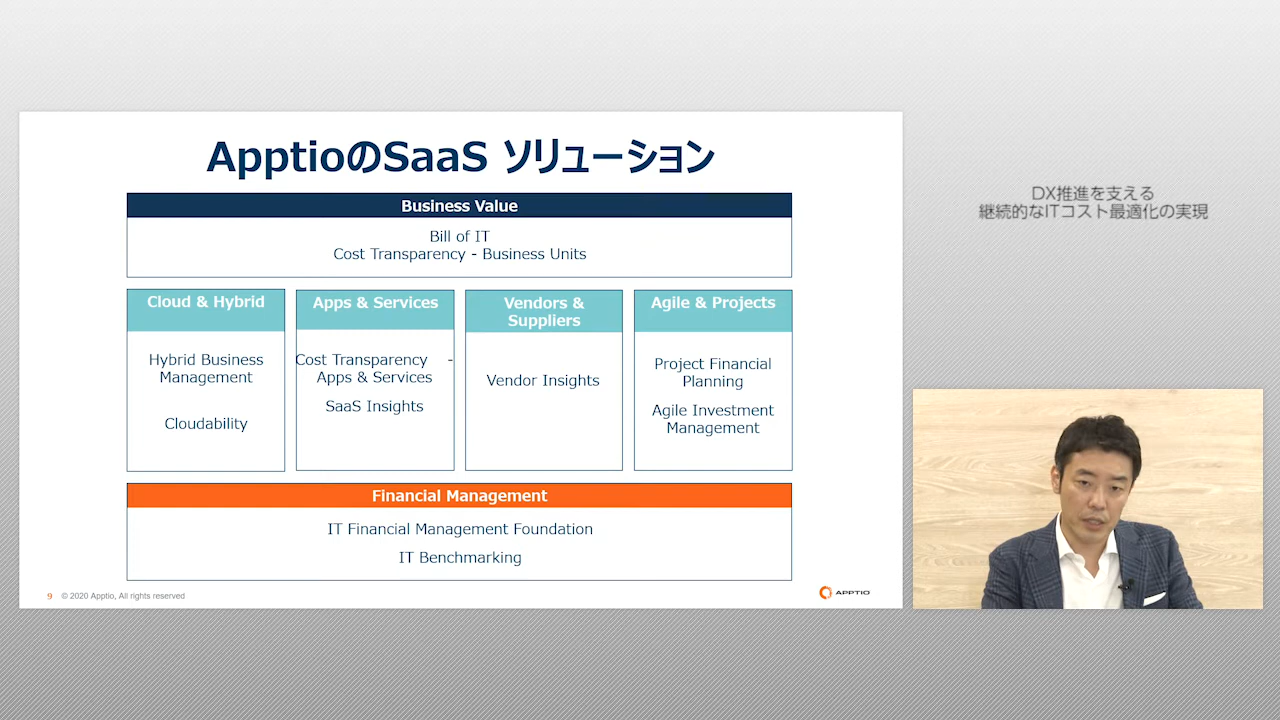 ApptioのSaaS ソリューション
Business Value
Bill of IT
Cost Transparency - Business Units
Cloud & Hybrid
Hybrid Business
Management
Cloudability
Apps & Services
Cost Transparency -
Apps & Services
SaaS Insights
Vendors &
Suppliers
Vendor Insights
Agile & Projects
Project Financial
Planning
Agile Investment
Management
Financial Management
IT Financial Management Foundation
IT Benchmarking
9 © 2020 Apptio, All rights reserved
APPTIO
DX推進を支える
継続的なITコスト最適化の実現